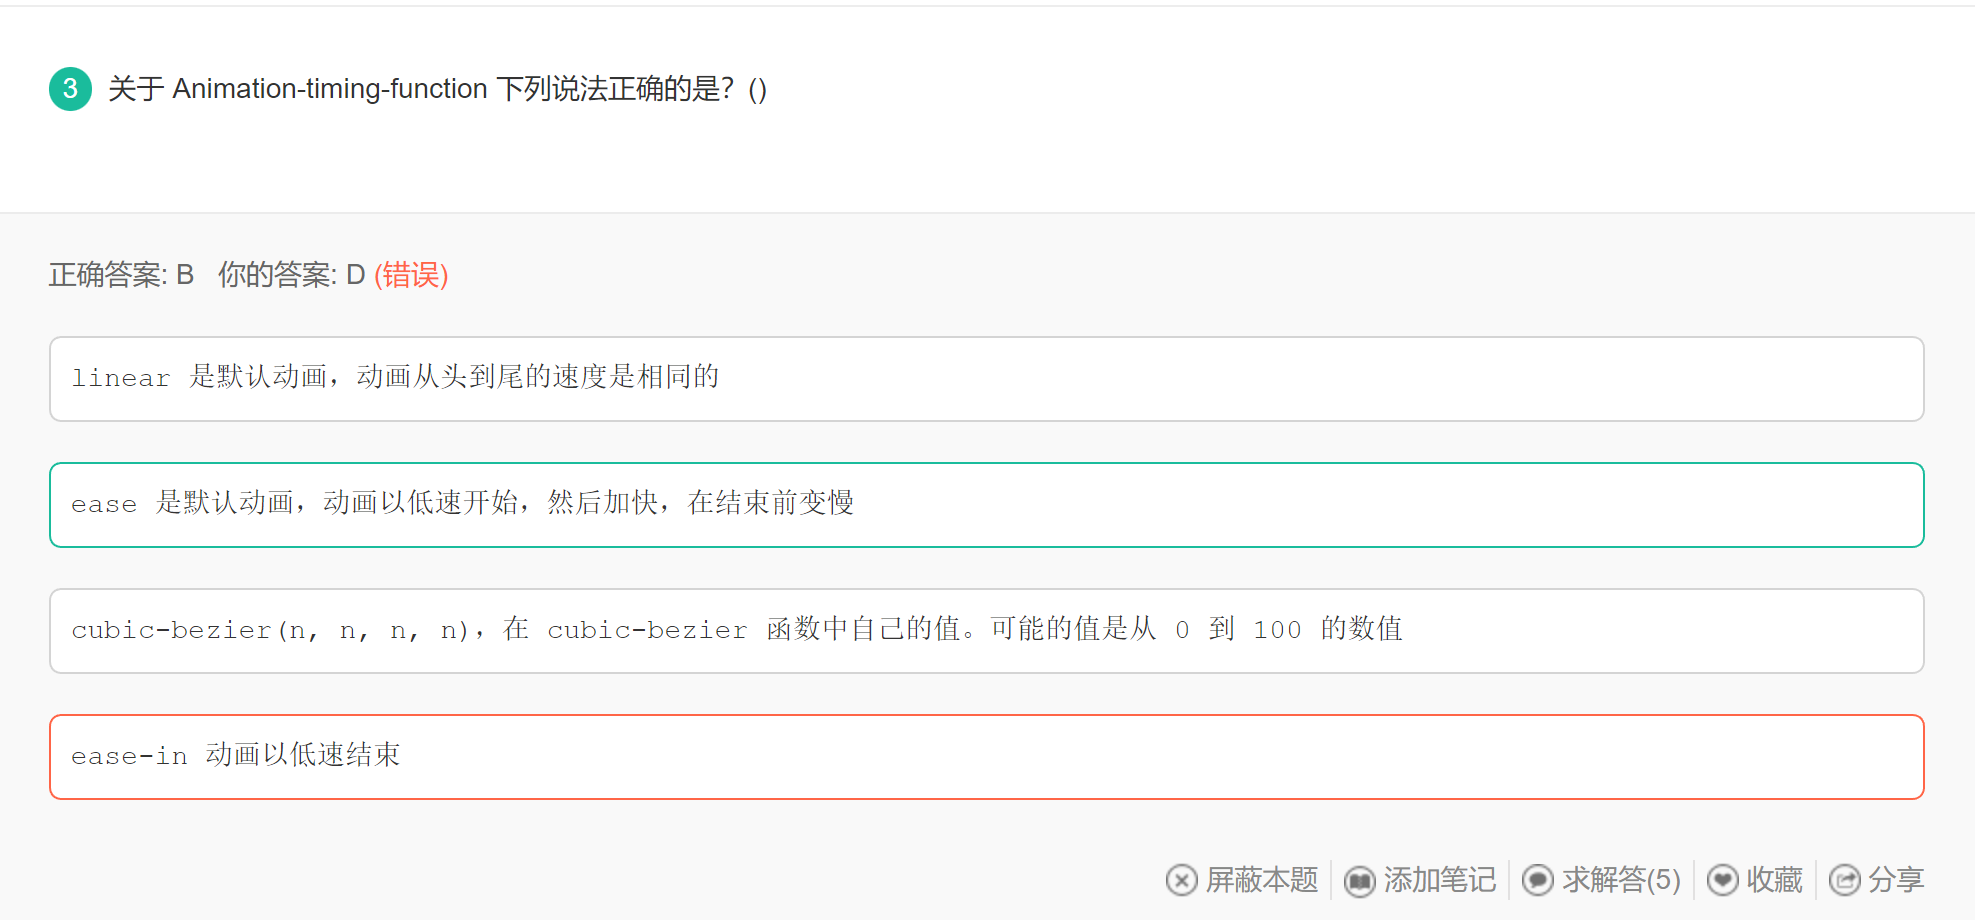 3 关于 Animation-timing-function 下列说法正确的是？()
正确答案: B 你的答案: D (错误)
linear 是默认动画，动画从头到尾的速度是相同的
ease 是默认动画，动画以低速开始，然后加快，在结束前变慢
cubic-bezier(n, n, n, n)，在 cubic-bezier 函数中自己的值。可能的值是从 0 到 100 的数值
ease-in 动画以低速结束
屏蔽本题 添加笔记 求解答(5) 收藏 分享